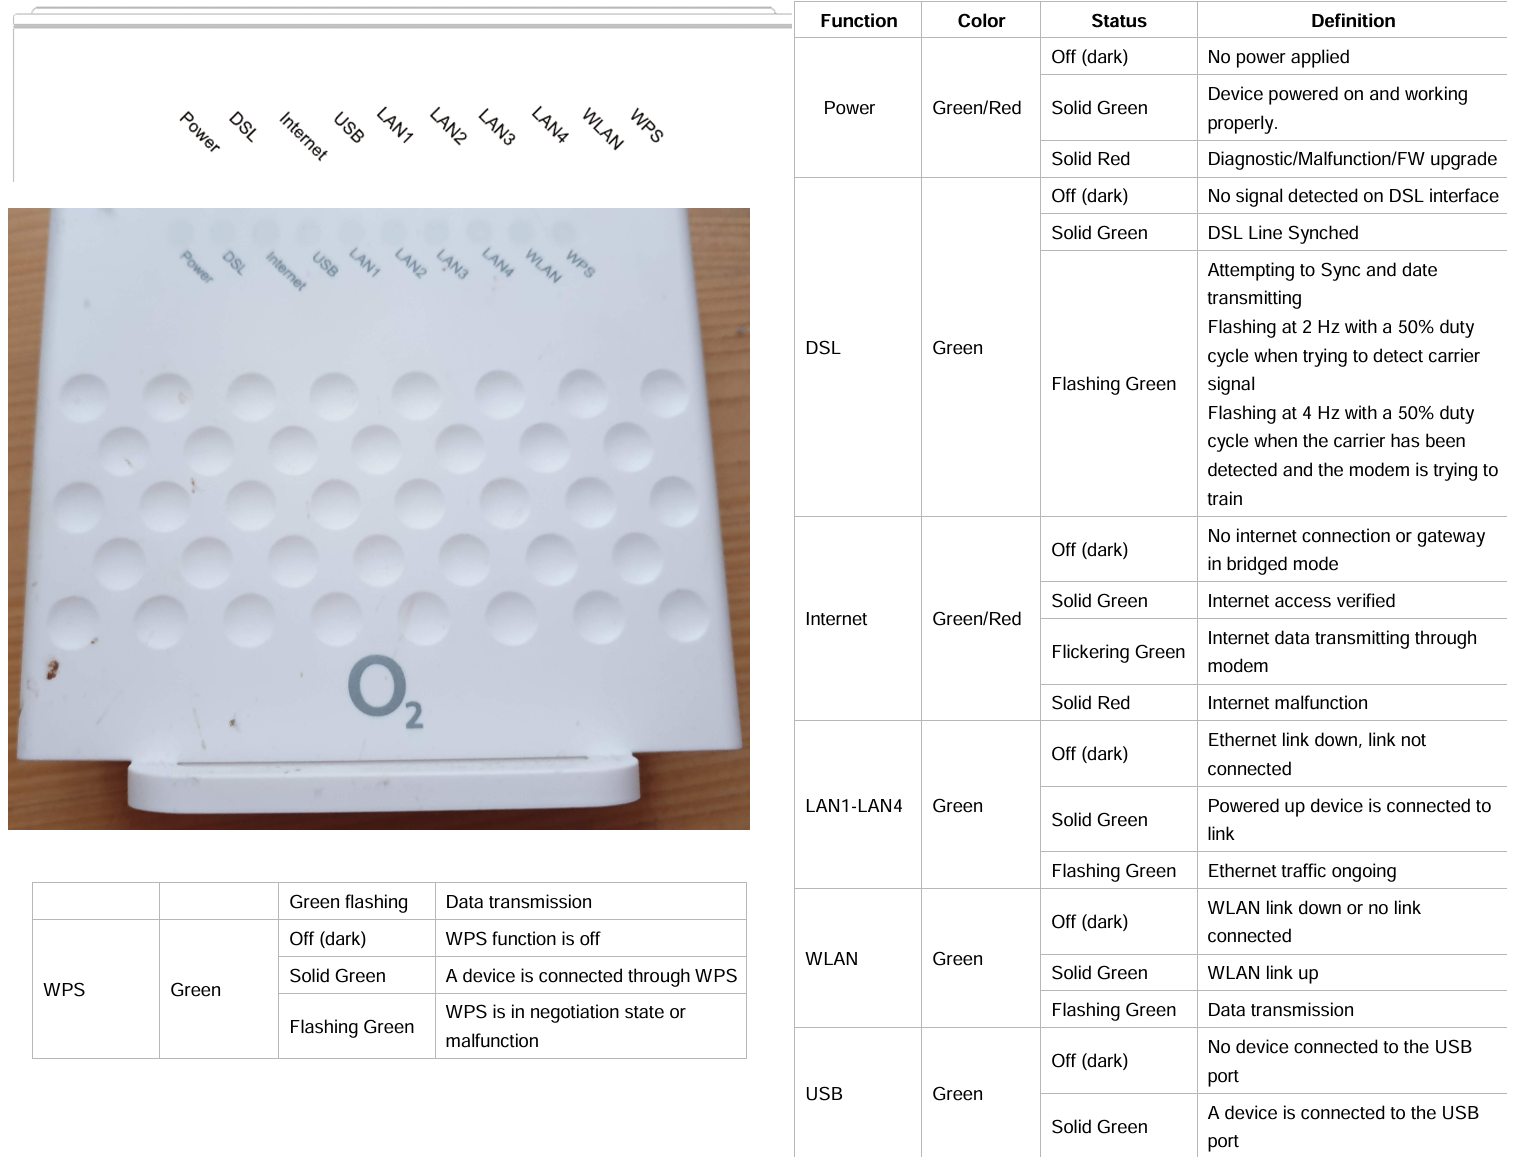 Power DSL Internet USB LAN1 LAN2 LAN3 LAN4 WLAN WPS
Power DSL Internet USB LAN1 LAN2 LAN3 LAN4 WLAN WPS
O2
Green flashing Data transmission
WPS Green Off (dark) WPS function is off
Solid Green A device is connected through WPS
Flashing Green WPS is in negotiation state or
malfunction
Function Color Status Definition
Power Green/Red Off (dark) No power applied
Solid Green Device powered on and working
properly.
Solid Red Diagnostic/Malfunction/FW upgrade
DSL Green Off (dark) No signal detected on DSL interface
Solid Green DSL Line Synched
Flashing Green Attempting to Sync and date
transmitting
Flashing at 2 Hz with a 50% duty
cycle when trying to detect carrier
signal
Flashing at 4 Hz with a 50% duty
cycle when the carrier has been
detected and the modem is trying to
train
Internet Green/Red Off (dark) No internet connection or gateway
in bridged mode
Solid Green Internet access verified
Flickering Green Internet data transmitting through
modem
Solid Red Internet malfunction
LAN1-LAN4 Green Off (dark) Ethernet link down, link not
connected
Solid Green Powered up device is connected to
link
Flashing Green Ethernet traffic ongoing
WLAN Green Off (dark) WLAN link down or no link
connected
Solid Green WLAN link up
Flashing Green Data transmission
USB Green Off (dark) No device connected to the USB
port
Solid Green A device is connected to the USB
port